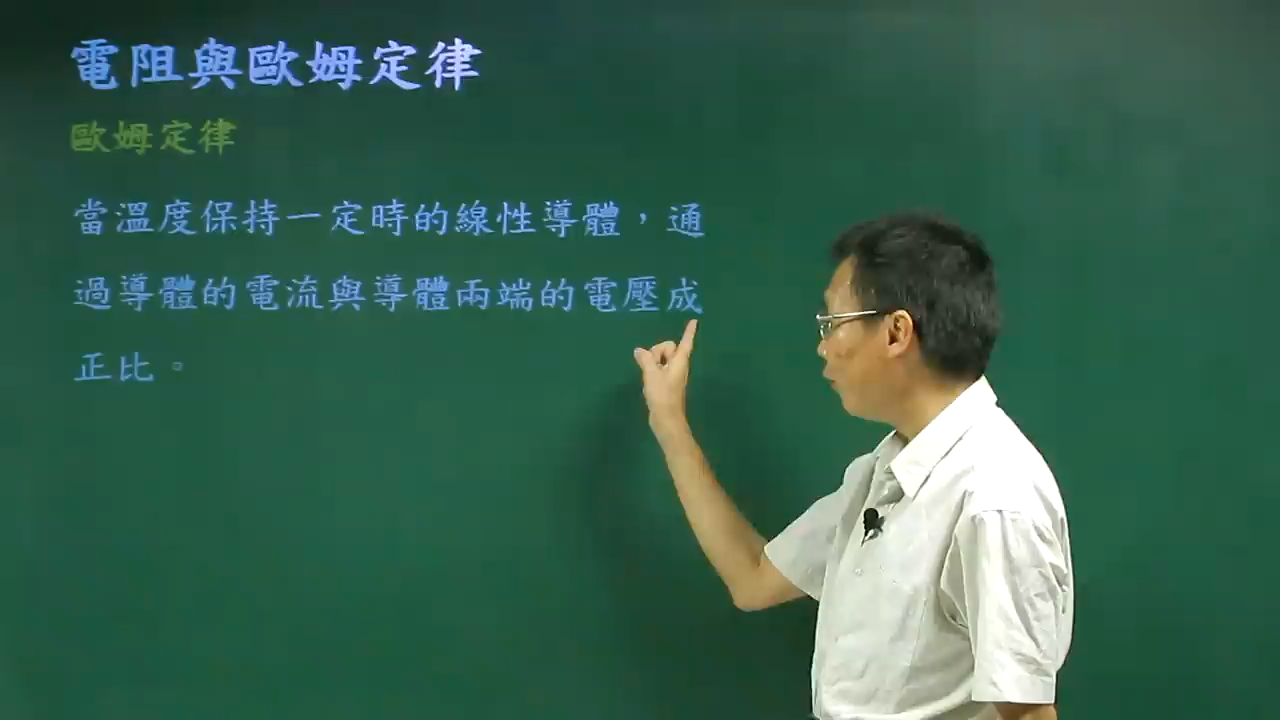 電阻與歐姆定律
歐姆定律
當溫度保持一定時的線性導體，通
過導體的電流與導體兩端的電壓成
正比。